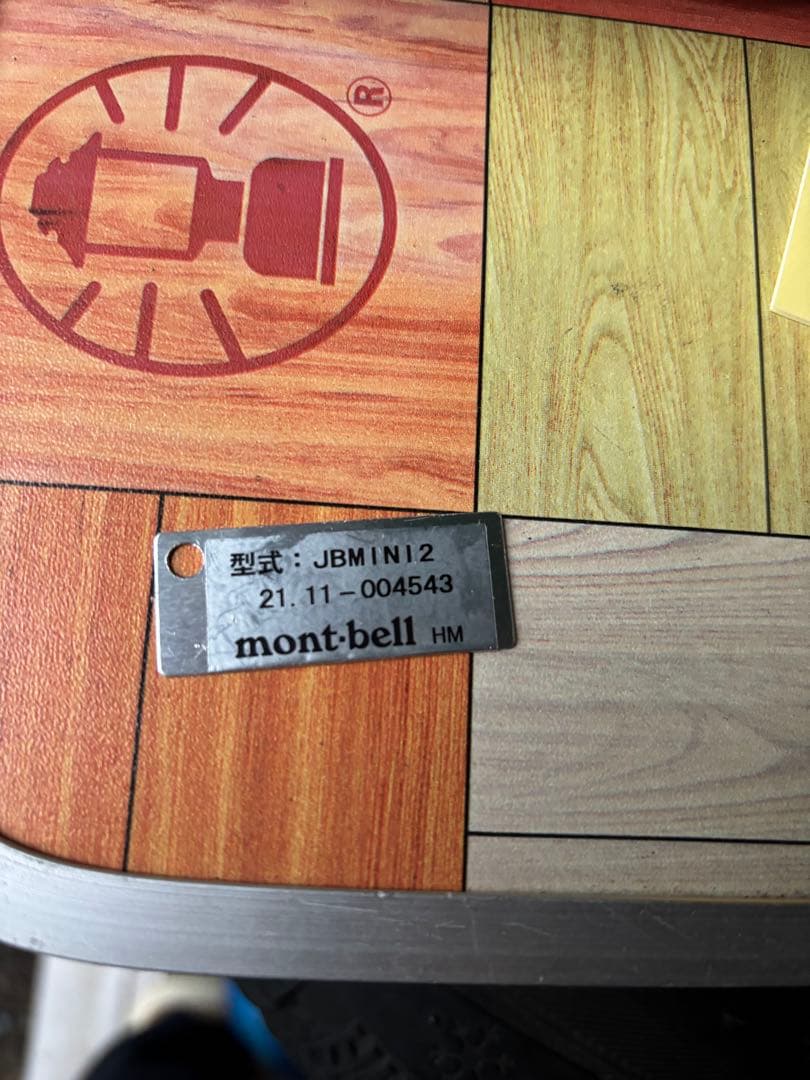 ®
型式：JBMINI2
21.11－004543
mont・bell HM